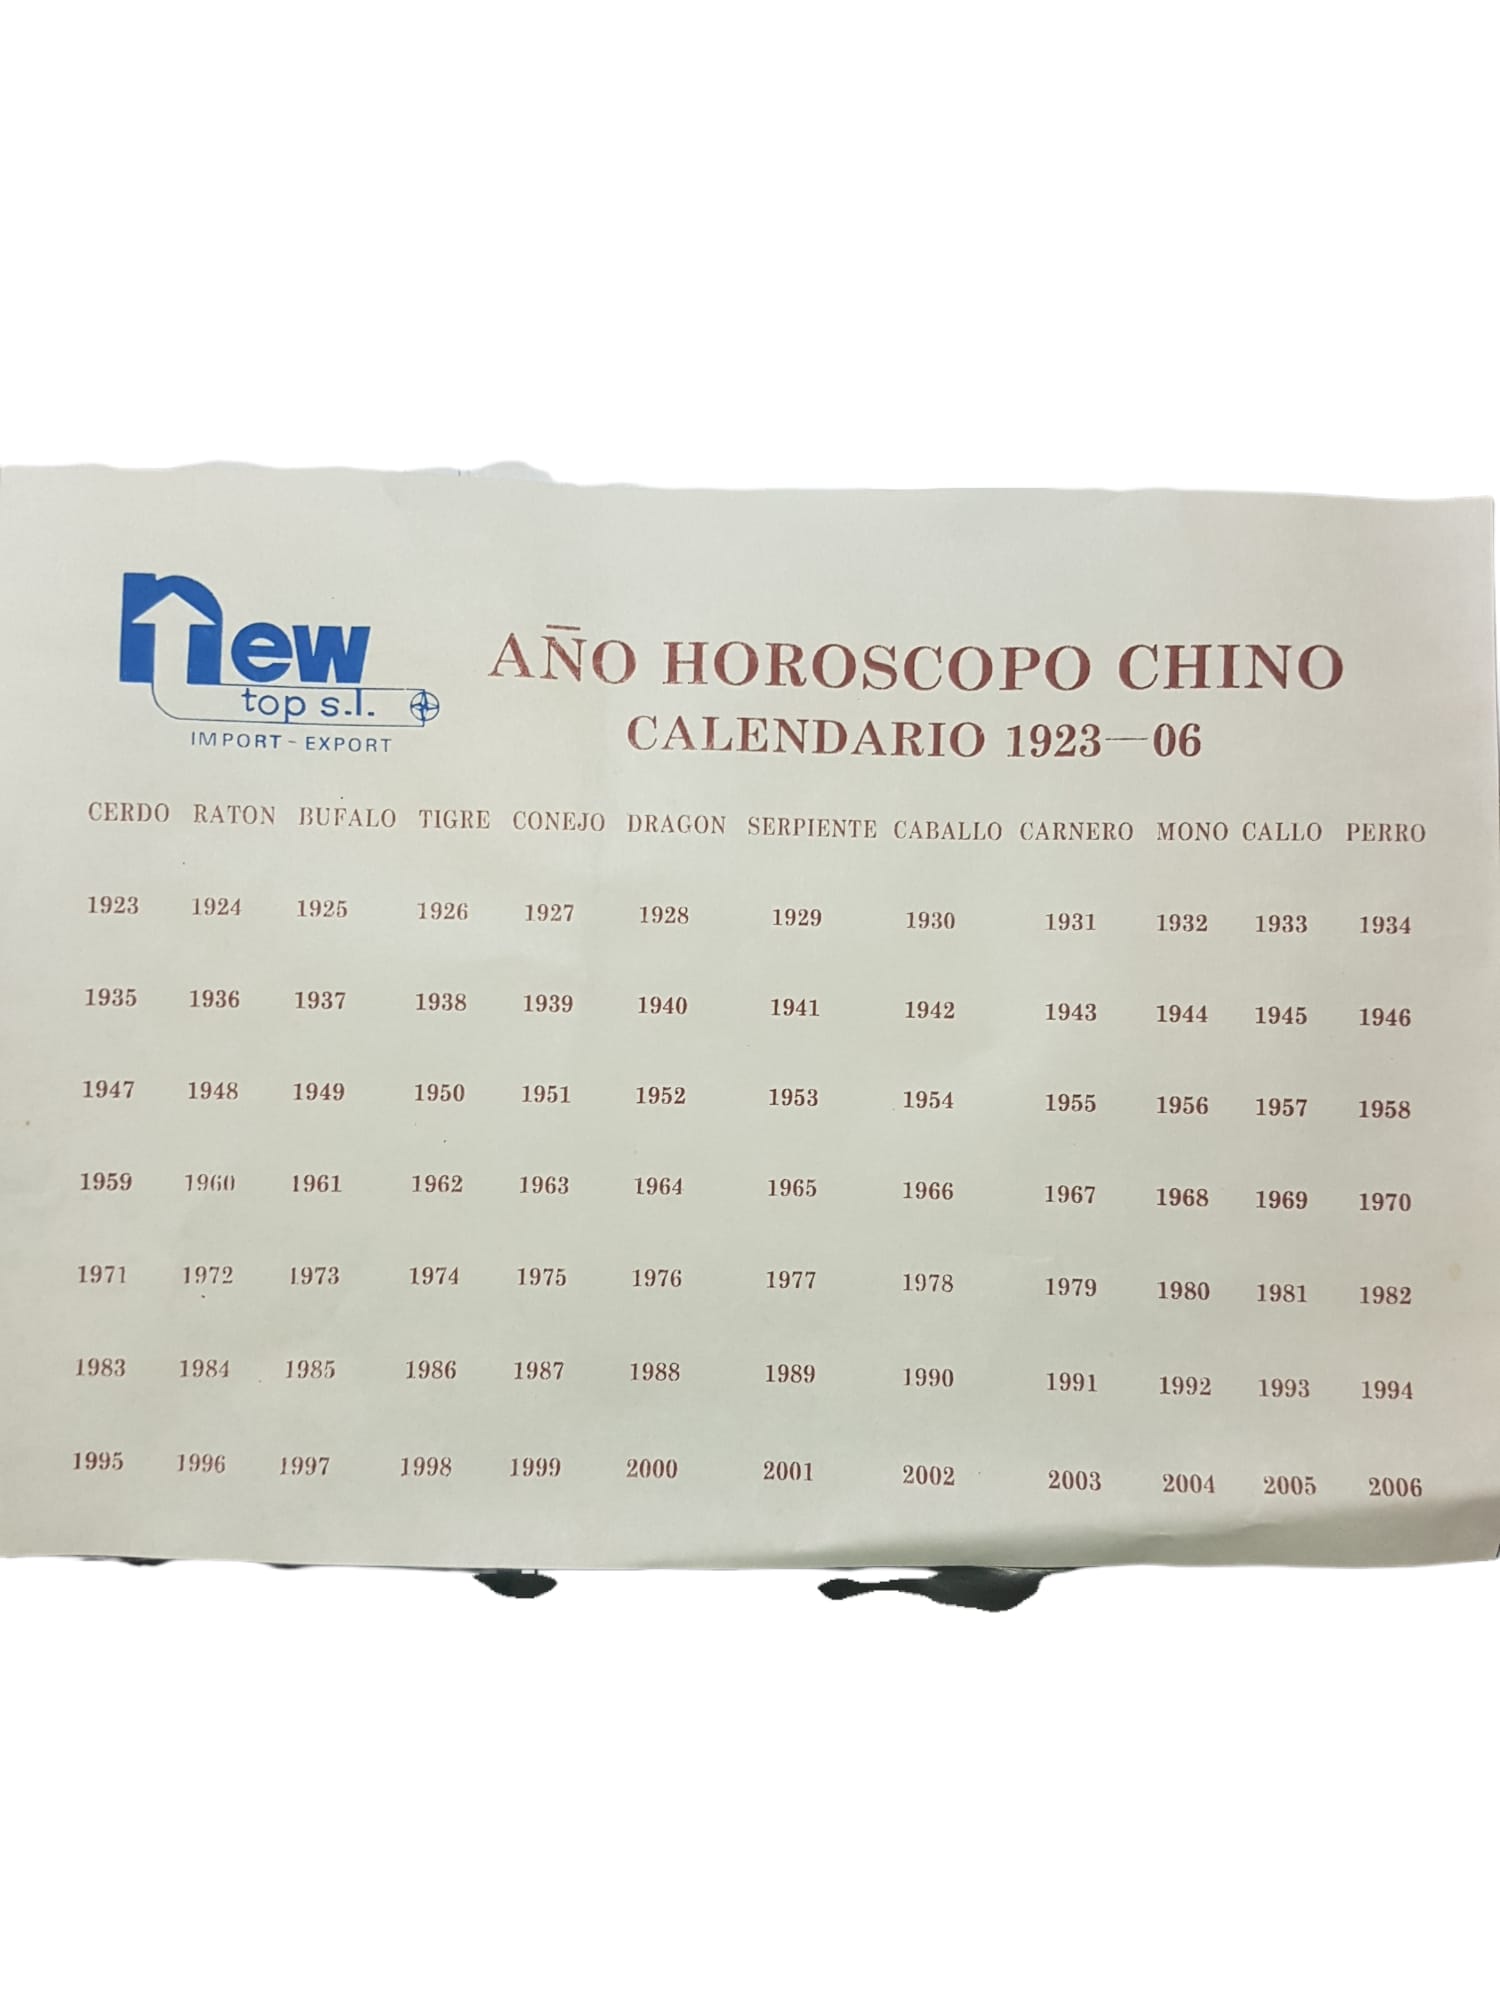 new
top s.l.
IMPORT-EXPORT
AÑO HOROSCOPO CHINO
CALENDARIO 1923—06
CERDO RATON BUFALO TIGRE CONEJO DRAGON SERPIENTE CABALLO CARNERO MONO CALLO PERRO
1923 1924 1925 1926 1927 1928 1929 1930 1931 1932 1933 1934
1935 1936 1937 1938 1939 1940 1941 1942 1943 1944 1945 1946
1947 1948 1949 1950 1951 1952 1953 1954 1955 1956 1957 1958
1959 1960 1961 1962 1963 1964 1965 1966 1967 1968 1969 1970
1971 1972 1973 1974 1975 1976 1977 1978 1979 1980 1981 1982
1983 1984 1985 1986 1987 1988 1989 1990 1991 1992 1993 1994
1995 1996 1997 1998 1999 2000 2001 2002 2003 2004 2005 2006